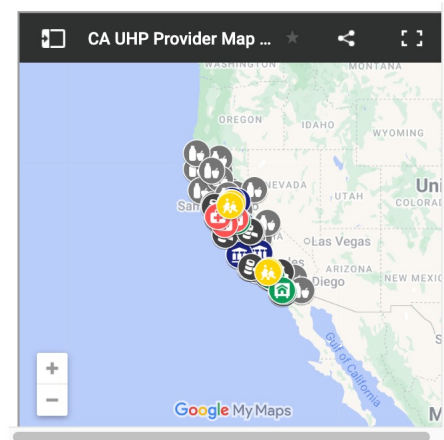 CA UHP Provider Map ...
WASHINGTON
MONTANA
OREGON
IDAHO
WYOMING
NEVADA
Uni
UTAH
COLORAD
San
Las Vegas
ARIZONA
NEW MEXIC
Diego
Gulf of
California
+
−
Google My Maps
M